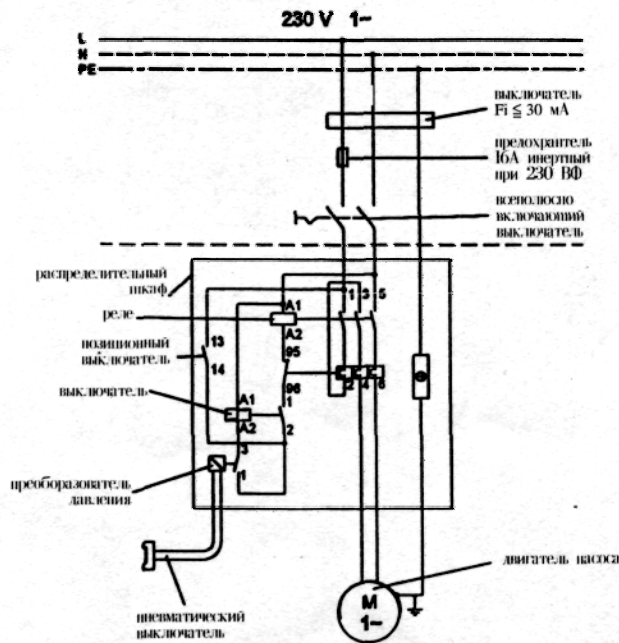 230 V 1~
L
N
PE
выключатель
Fi ≦ 30 мА
предохрантель
16А инертный
при 230 ВФ
всеполюсно
включающий
выключатель
распределительный
шкаф
реле
A1
A2
1 3 5
13
14
позиционный
выключатель
95
96
2 4 6
выключатель
A1
A2
1
2
3
1
преобразователь
давления
пневматический
выключатель
двигатель насоса
M
1~